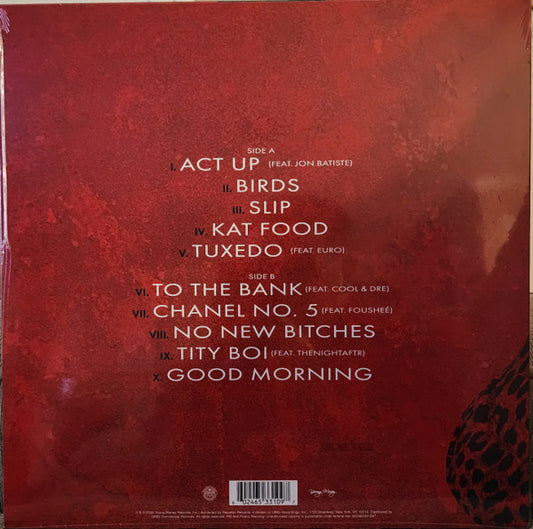 SIDE A
I. ACT UP (FEAT. JON BATISTE)
II. BIRDS
III. SLIP
IV. KAT FOOD
V. TUXEDO (FEAT. EURO)
SIDE B
VI. TO THE BANK (FEAT. COOL & DRE)
VII. CHANEL NO. 5 (FEAT. FOUSHEÉ)
VIII. NO NEW BITCHES
IX. TITY BOI (FEAT. THENIGHTAFTR)
X. GOOD MORNING